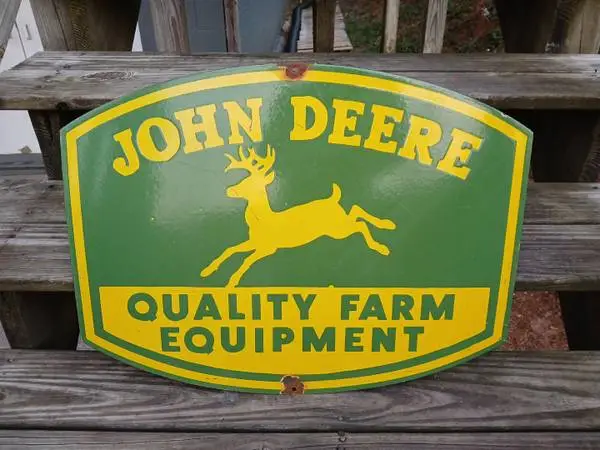 JOHN DEERE
QUALITY FARM
EQUIPMENT